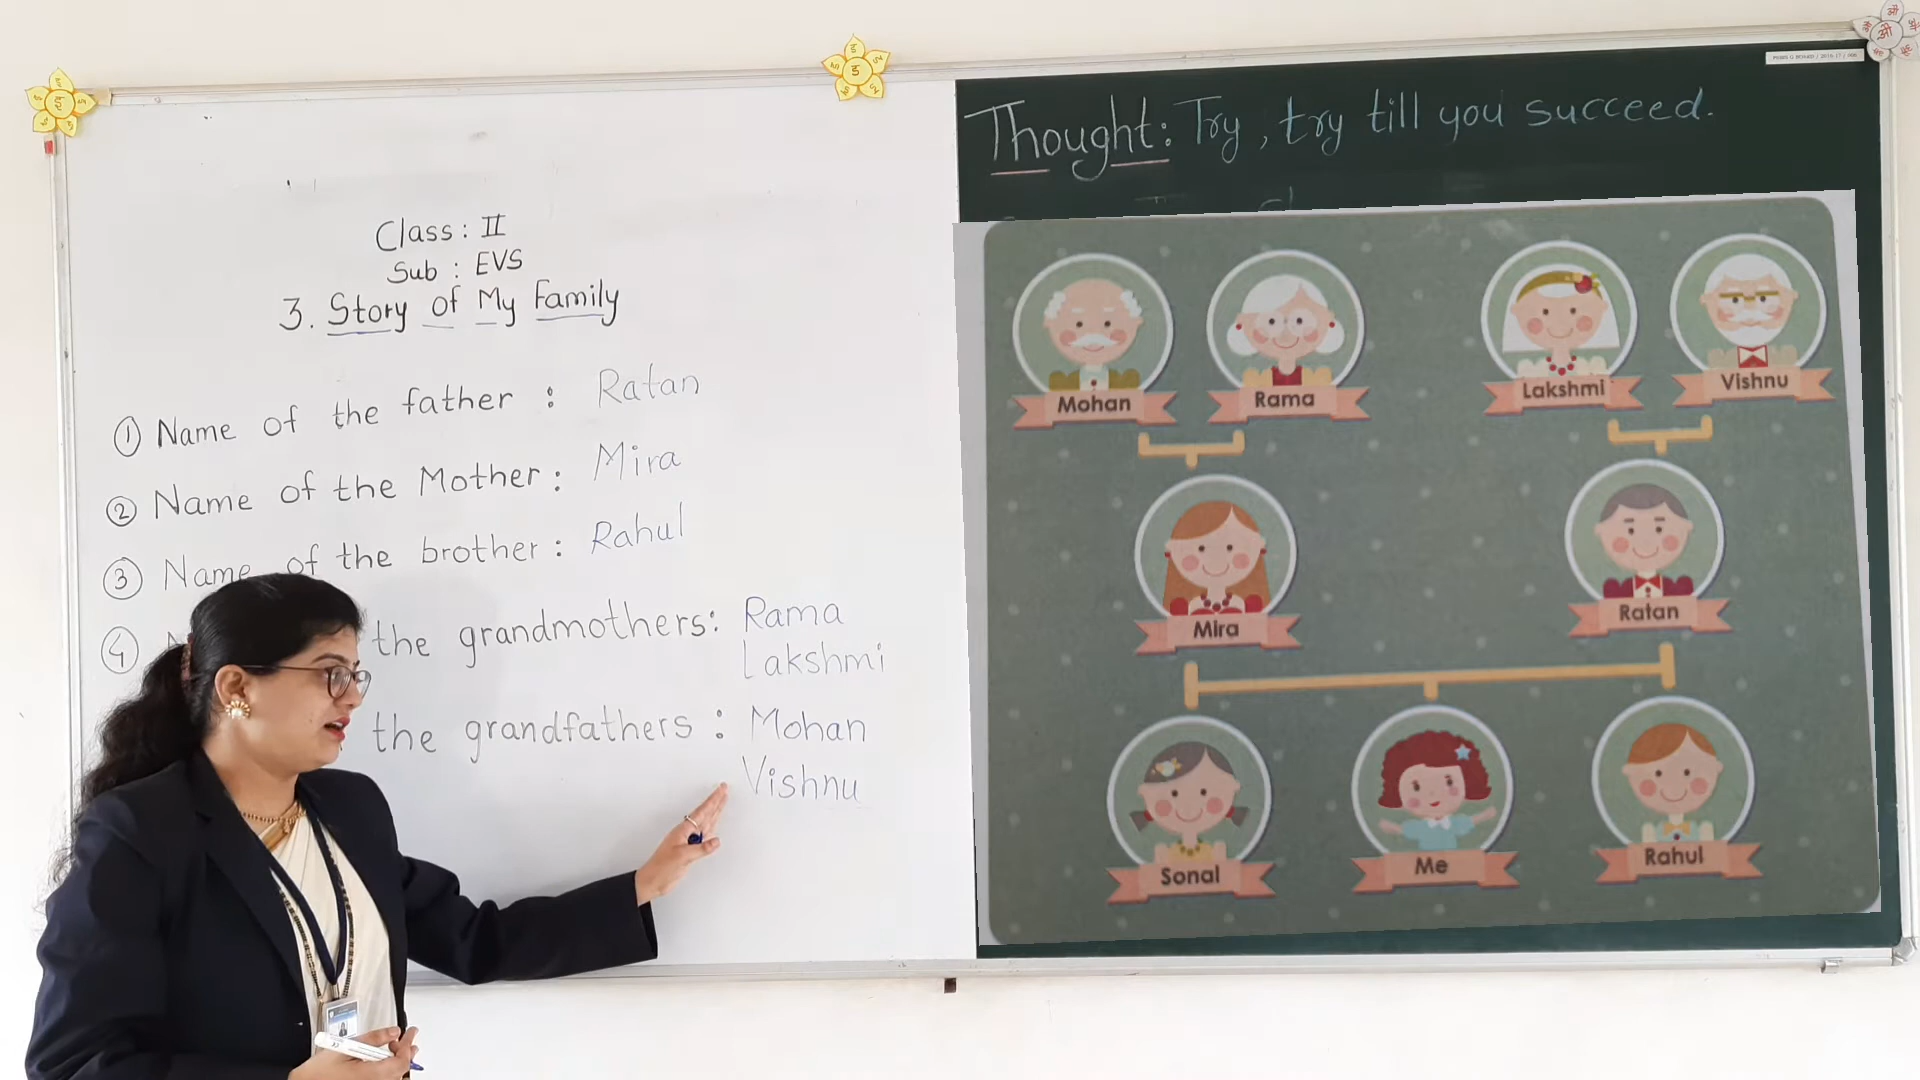 Class : II
Sub : EVS
3. Story of My Family
① Name of the father : Ratan
② Name of the Mother : Mira
③ Name of the brother : Rahul
④ the grandmothers : Rama
Lakshmi
the grandfathers : Mohan
Vishnu
Thought: Try, try till you succeed.
Mohan
Rama
Lakshmi
Vishnu
Mira
Ratan
Sonal
Me
Rahul